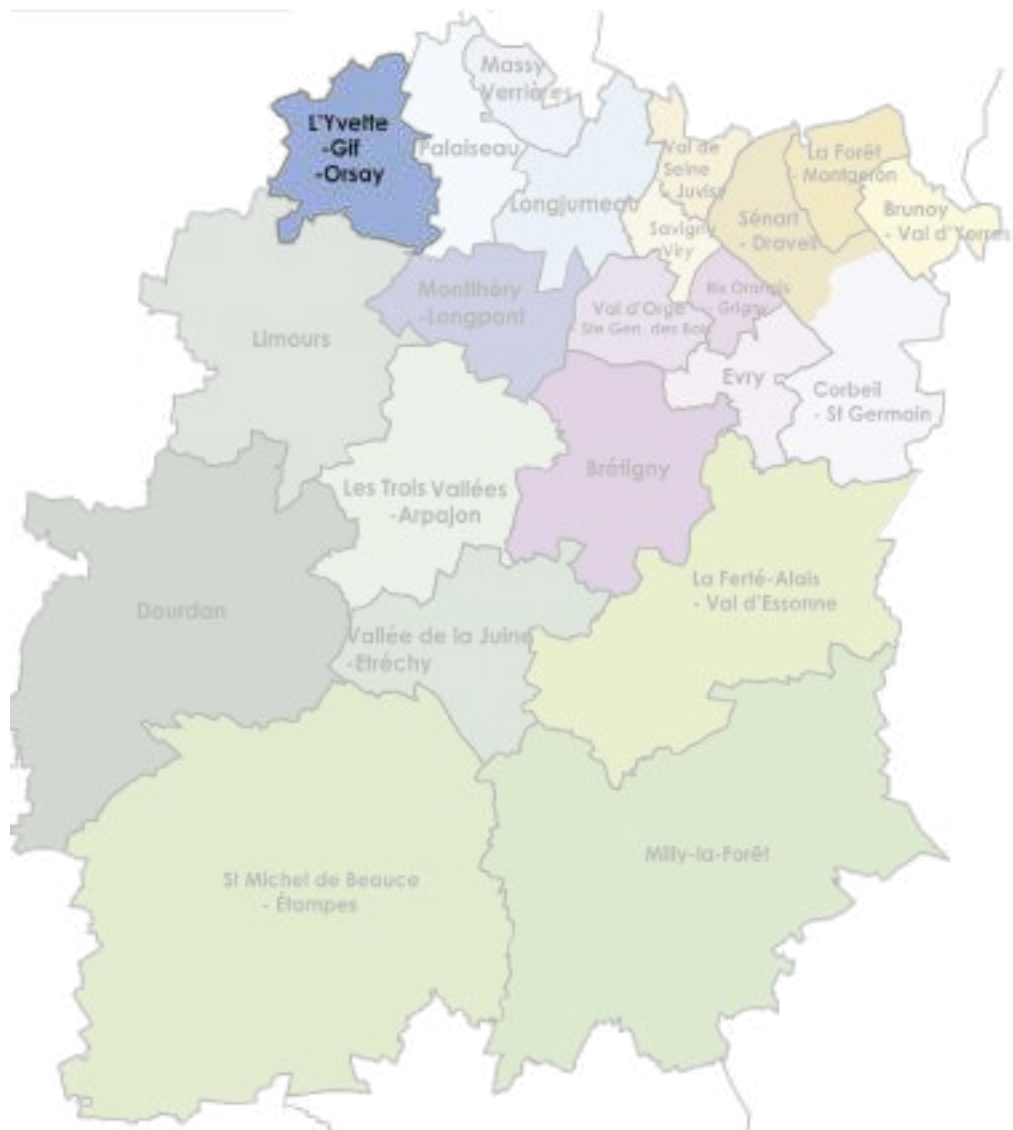 Massy
Verrières
L'Yvette
-Gif
-Orsay
Palaiseau
Val de
Seine
- Juvisy
La Forêt
- Montgeron
Longjumeau
Savigny
-Viry
Sénart
- Draveil
Brunoy
- Val d'Yerres
Montlhéry
-Longpont
Val d'Orge
- Ste Gen. des Bois
Ris Orangis
- Grigny
Limours
Evry
Corbeil
- St Germain
Brétigny
Les Trois Vallées
-Arpajon
La Ferté-Alais
- Val d'Essonne
Dourdan
Vallée de la Juine
-Etréchy
Milly-la-Forêt
St Michel de Beauce
- Étampes